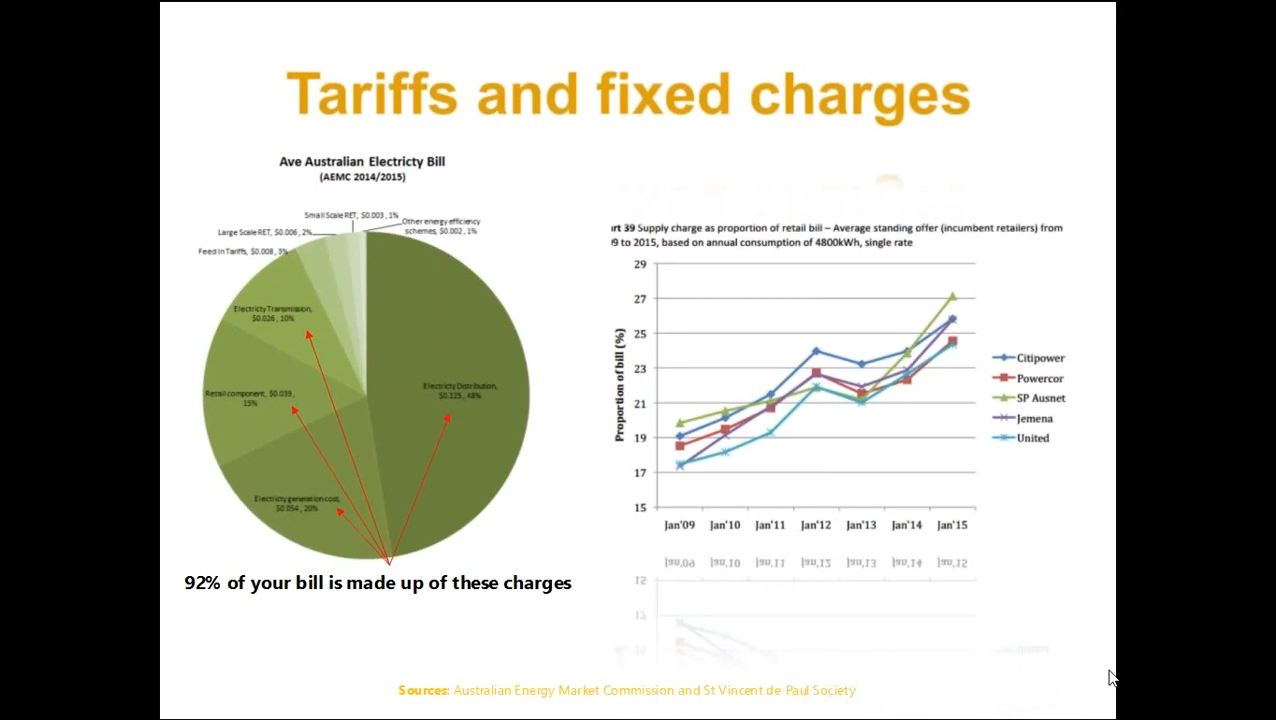 Tariffs and fixed charges
Ave Australian Electricty Bill
(AEMC 2014/2015)
Small Scale RET, $0.003, 1%
Other energy efficiency
schemes, $0.002, 1%
Large Scale RET, $0.006, 2%
Feed In Tariffs, $0.008, 3%
Electricty Transmission,
$0.026, 10%
Retail component, $0.039,
15%
Electricty Distribution,
$0.125, 48%
Electricty generation cost,
$0.054, 20%
92% of your bill is made up of these charges
39 Supply charge as proportion of retail bill – Average standing offer (incumbent retailers) from
to 2015, based on annual consumption of 4800kWh, single rate
Proportion of bill (%)
29
27
25
23
21
19
17
15
Jan'09 Jan'10 Jan'11 Jan'12 Jan'13 Jan'14 Jan'15
Citipower
Powercor
SP Ausnet
Jemena
United
Sources: Australian Energy Market Commission and St Vincent de Paul Society